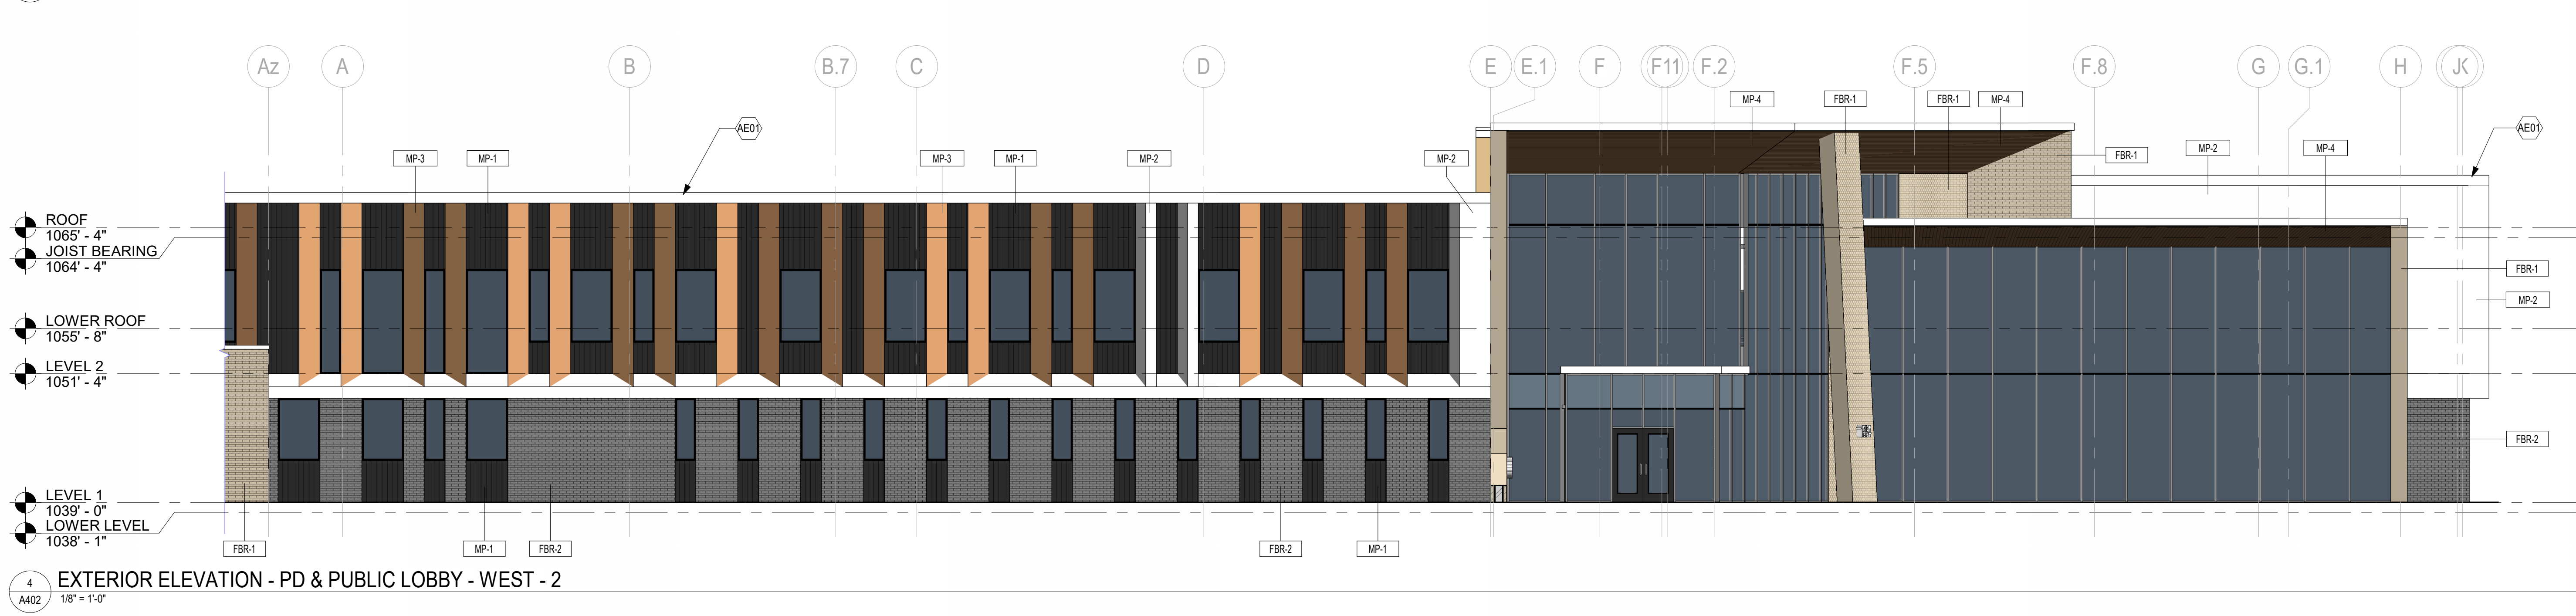 Az A B B.7 C D E E.1 F F11 F.2 F.5 F.8 G G.1 H JK
MP-4 FBR-1 FBR-1 MP-4
AE01 AE01
MP-3 MP-1 MP-3 MP-1 MP-2 MP-2 FBR-1 MP-2 MP-4
ROOF
1065' - 4"
JOIST BEARING
1064' - 4"
FBR-1
MP-2
LOWER ROOF
1055' - 8"
LEVEL 2
1051' - 4"
FBR-2
LEVEL 1
1039' - 0"
LOWER LEVEL
1038' - 1"
FBR-1 MP-1 FBR-2 FBR-2 MP-1
4 EXTERIOR ELEVATION - PD & PUBLIC LOBBY - WEST - 2
A402 1/8" = 1'-0"